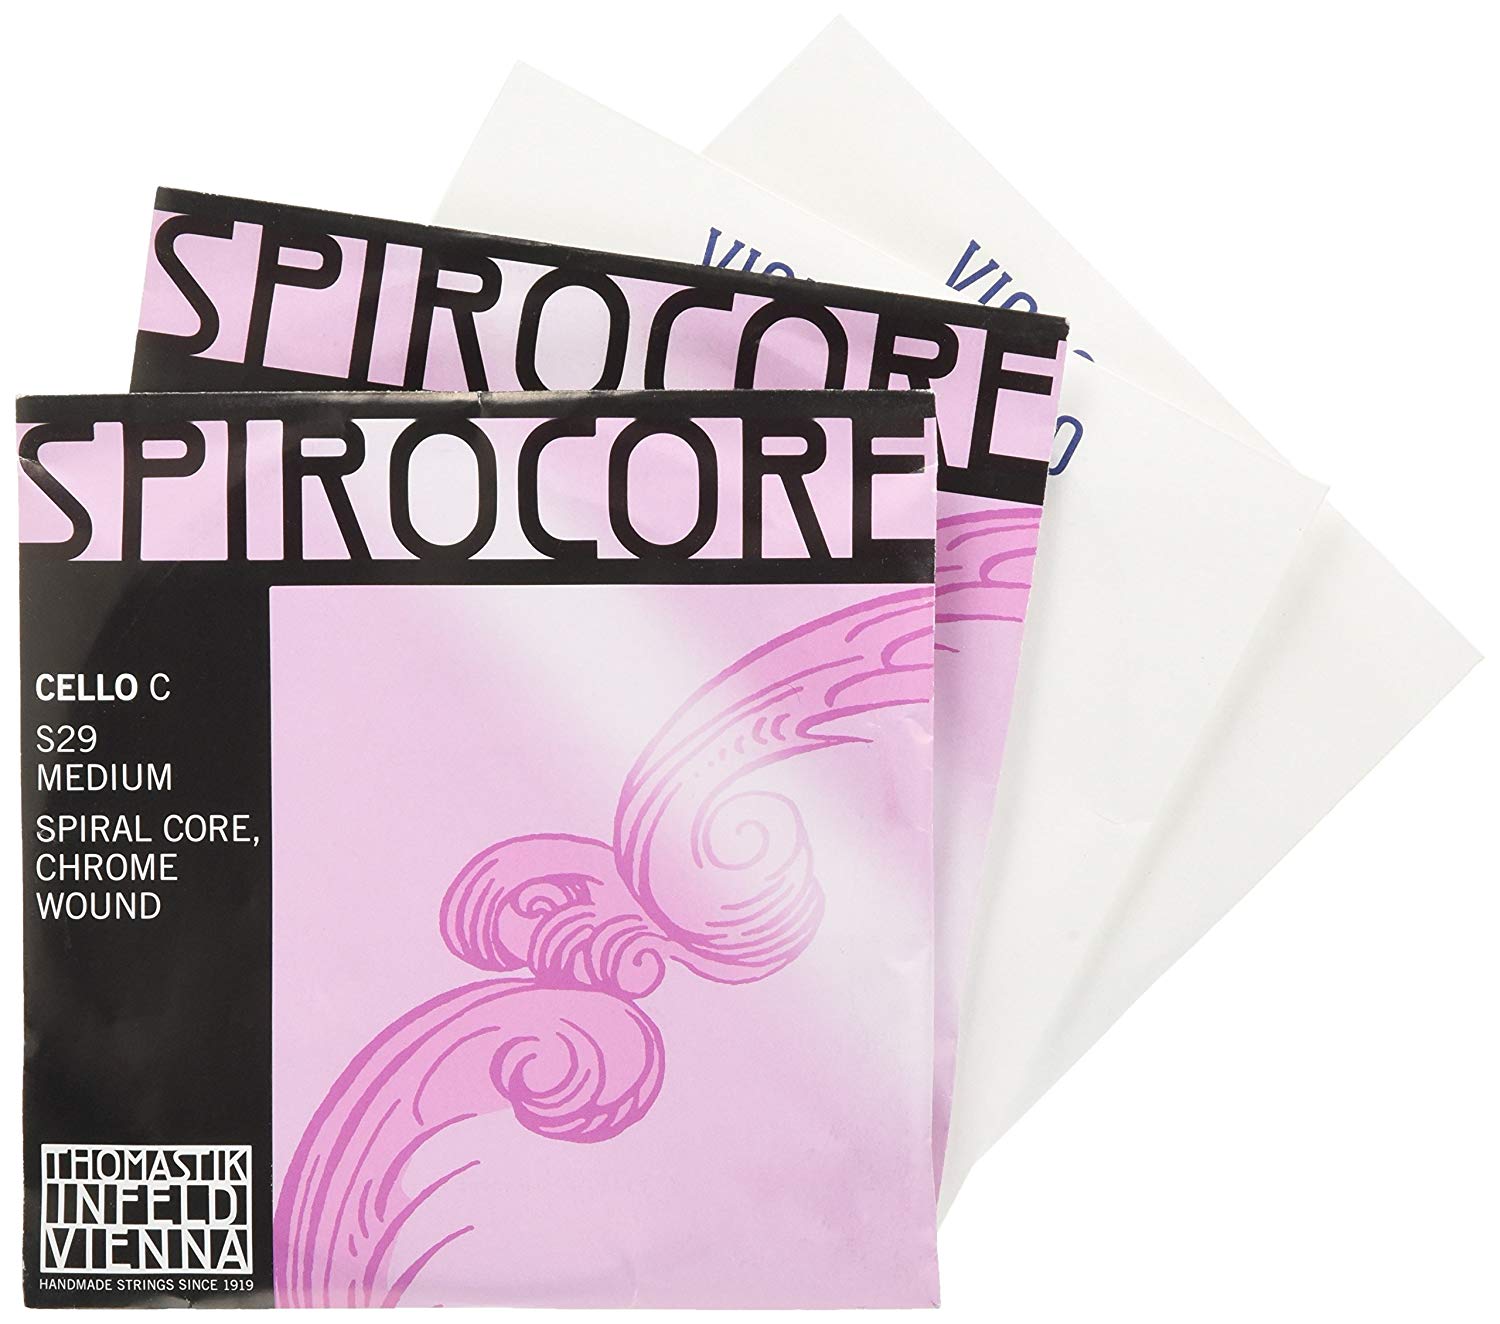 SPIROCORE
SPIROCORE
CELLO C
S29
MEDIUM
SPIRAL CORE,
CHROME
WOUND
THOMASTIK
INFELD
VIENNA
HANDMADE STRINGS SINCE 1919